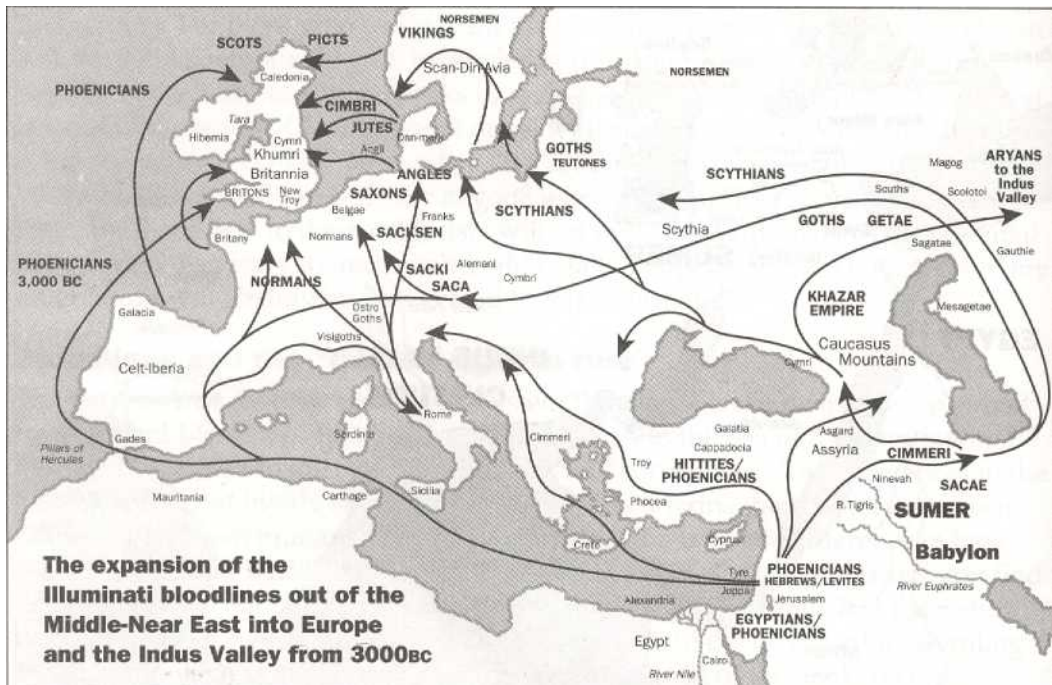 NORSEMEN
VIKINGS
SCOTS
PICTS
Scan-Din-Avia
NORSEMEN
Caledonia
PHOENICIANS
CIMBRI
Tara
JUTES
Dan-mark
Hibernis
Cymri
Angli
Khumri
Britannia
GOTHS
TEUTONES
Magog
ARYANS
to the
Indus
Valley
SCYTHIANS
ANGLES
Souths
Scolotoi
BRITONS
New
Troy
SAXONS
Belgae
Franks
SCYTHIANS
GOTHS
GETAE
Scythia
Britany
Normans
SACKSEN
Sagatae
Gauthie
PHOENICIANS
3,000 BC
Alemani
Cymbri
SACKI
SACA
NORMANS
KHAZAR
EMPIRE
Mesagetae
Galacia
Ostro
Goths
Visigoths
Caucasus
Mountains
Cymri
Celt-Iberia
Rome
Sardinia
Galatia
Asgard
Gades
Cimmeri
Cappadocia
Assyria
CIMMERI
Pillars of
Hercules
Troy
HITTITES/
PHOENICIANS
Ninevah
SACAE
Mauritania
Carthage
Sicilia
Phocea
R.Tigris
SUMER
Crete
Cyprus
Babylon
Tyre
Joppa
PHOENICIANS
HEBREWS/LEVITES
River Euphrates
Jerusalem
Alexandria
EGYPTIANS/
PHOENICIANS
Egypt
Cairo
River Nile
The expansion of the
Illuminati bloodlines out of the
Middle-Near East into Europe
and the Indus Valley from 3000BC